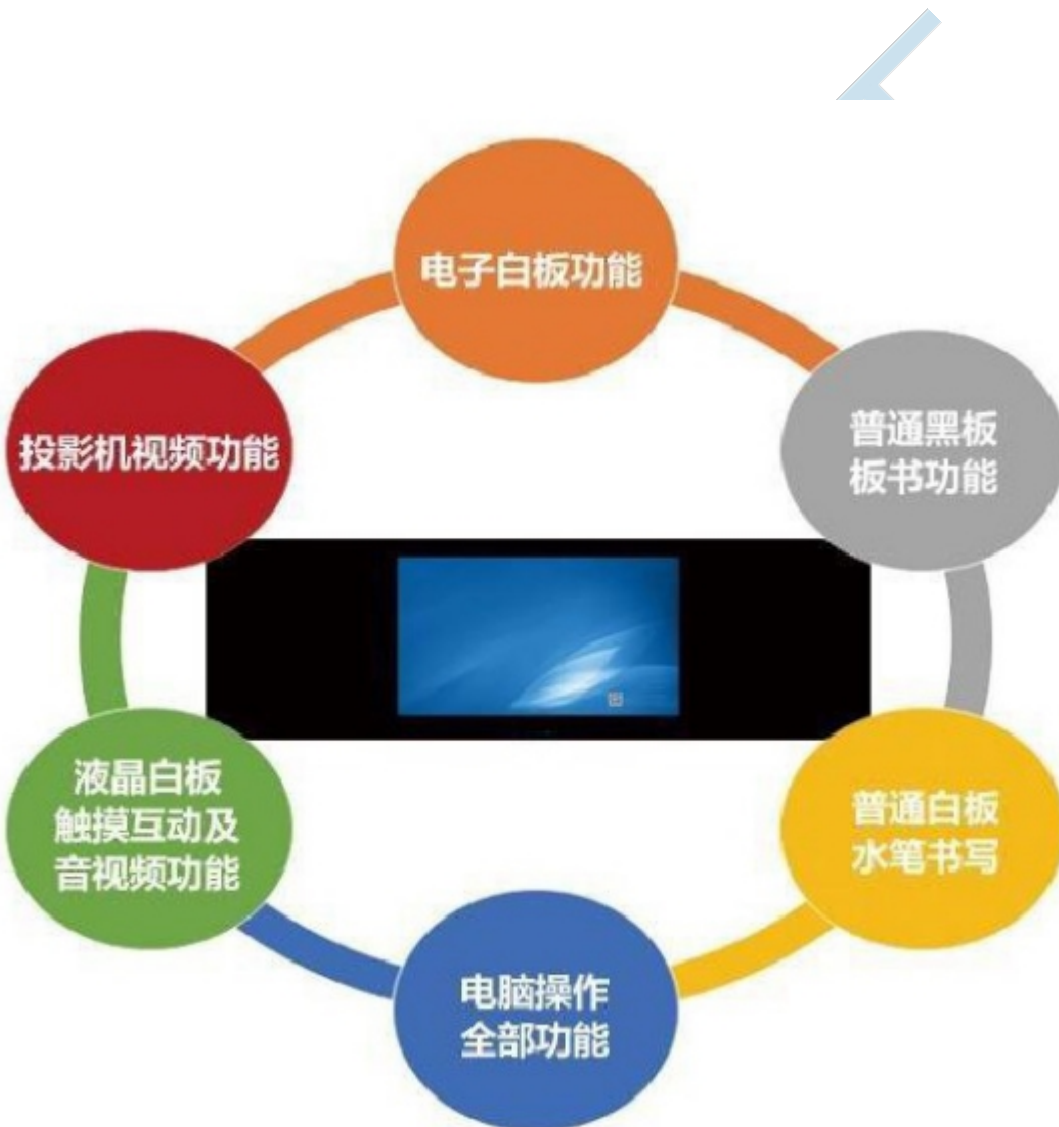 电子白板功能
投影机视频功能
普通黑板
板书功能
液晶白板
触摸互动及
音视频功能
普通白板
水笔书写
电脑操作
全部功能